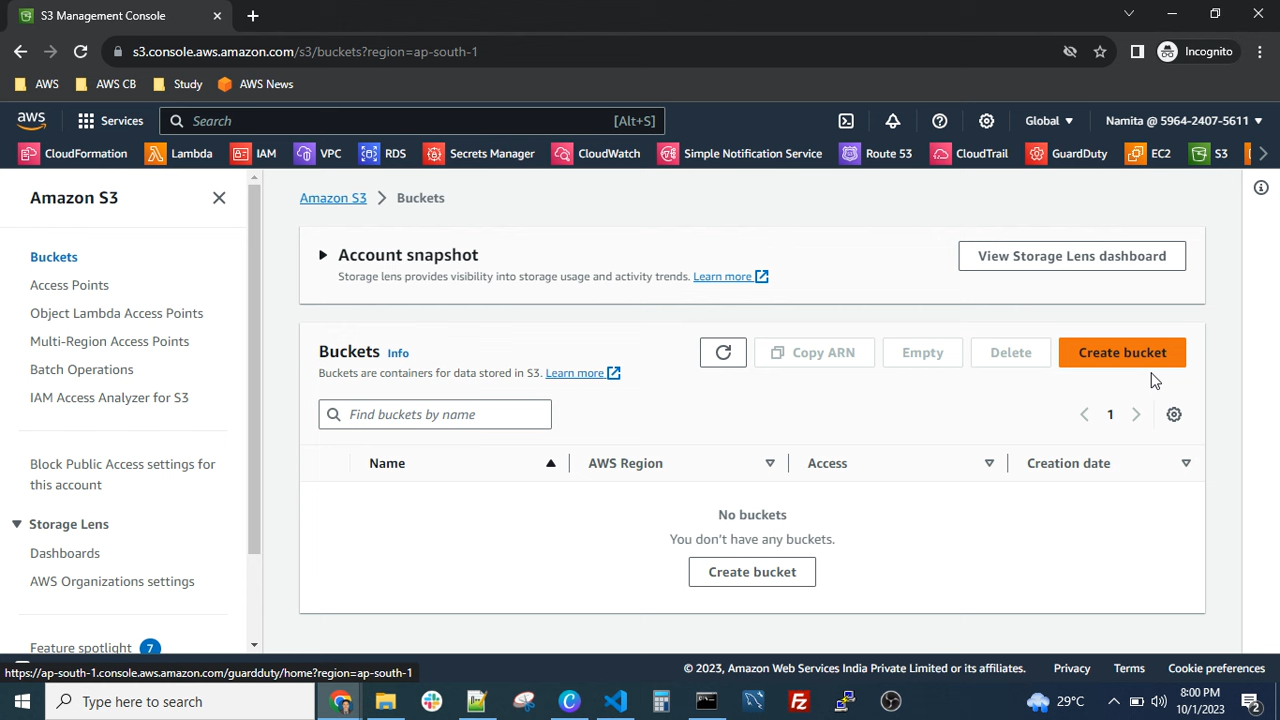 S3 Management Console
s3.console.aws.amazon.com/s3/buckets?region=ap-south-1
Incognito
AWS
AWS CB
Study
AWS News
aws
Services
Search
[Alt+S]
Global
Namita @ 5964-2407-5611
CloudFormation
Lambda
IAM
VPC
RDS
Secrets Manager
CloudWatch
Simple Notification Service
Route 53
CloudTrail
GuardDuty
EC2
S3
Amazon S3
Buckets
Access Points
Object Lambda Access Points
Multi-Region Access Points
Batch Operations
IAM Access Analyzer for S3
Block Public Access settings for
this account
Storage Lens
Dashboards
AWS Organizations settings
Feature spotlight 7
Amazon S3 > Buckets
Account snapshot
Storage lens provides visibility into storage usage and activity trends. Learn more
View Storage Lens dashboard
Buckets Info
Buckets are containers for data stored in S3. Learn more
Copy ARN
Empty
Delete
Create bucket
Find buckets by name
1
Name
AWS Region
Access
Creation date
No buckets
You don't have any buckets.
Create bucket
https://ap-south-1.console.aws.amazon.com/guardduty/home?region=ap-south-1
© 2023, Amazon Web Services India Private Limited or its affiliates.
Privacy
Terms
Cookie preferences
Type here to search
29°C
8:00 PM
10/1/2023
2